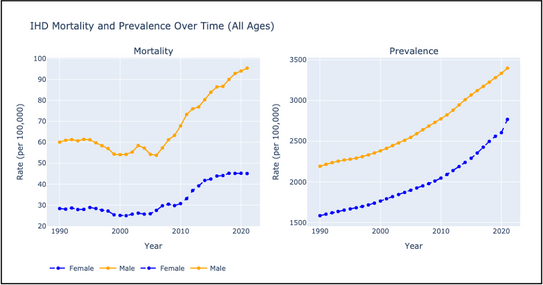 IHD Mortality and Prevalence Over Time (All Ages)
Mortality
Prevalence
100
90
80
70
60
50
40
30
20
Rate (per 100,000)
1990
2000
2010
2020
Year
3500
3000
2500
2000
1500
Rate (per 100,000)
1990
2000
2010
2020
Year
Female Male Female Male